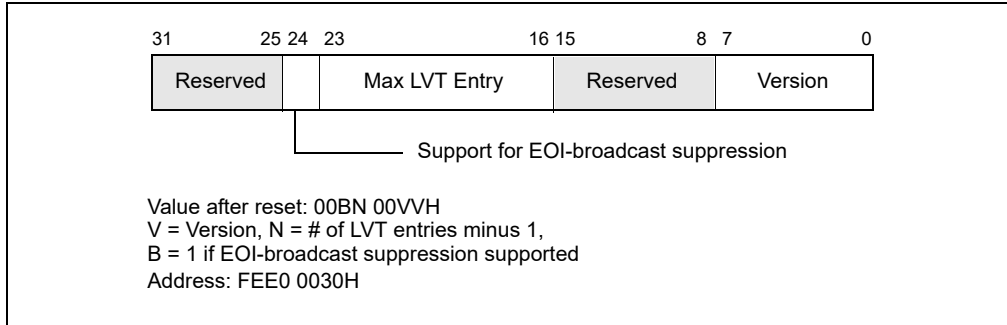 31 25 24 23 16 15 8 7 0
Reserved Max LVT Entry Reserved Version
Support for EOI-broadcast suppression
Value after reset: 00BN 00VVH
V = Version, N = # of LVT entries minus 1,
B = 1 if EOI-broadcast suppression supported
Address: FEE0 0030H